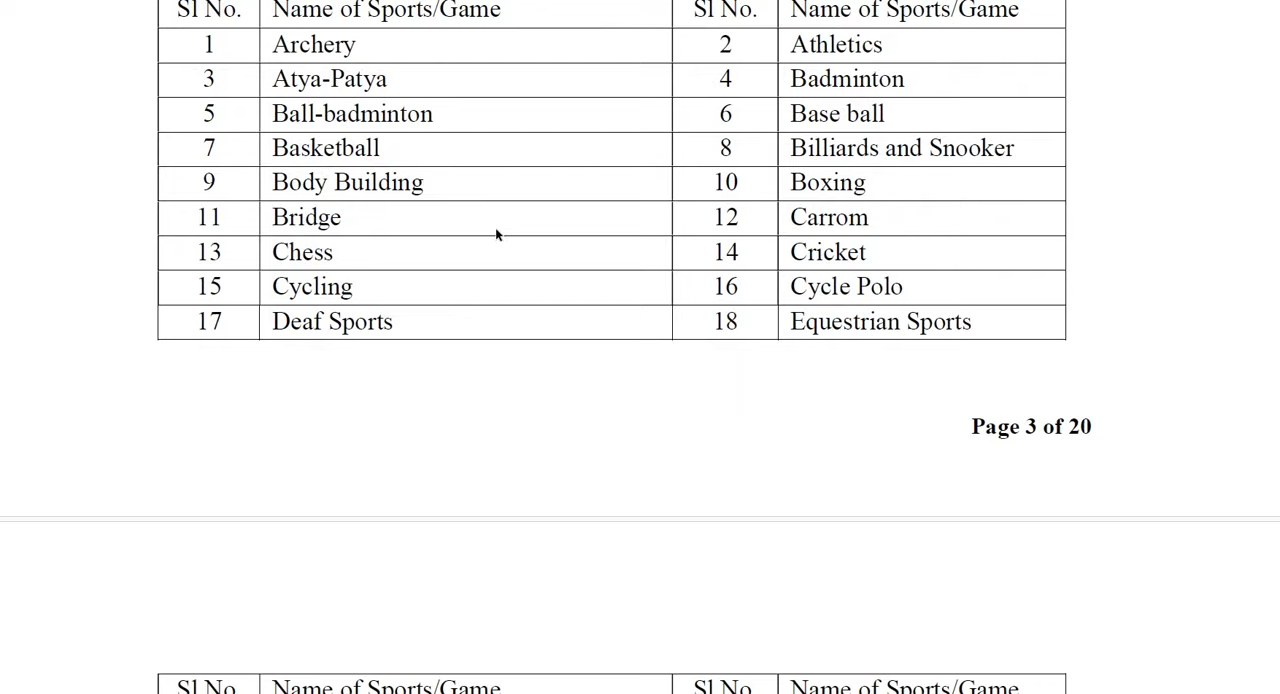 Sl No. Name of Sports/Game Sl No. Name of Sports/Game
1 Archery 2 Athletics
3 Atya-Patya 4 Badminton
5 Ball-badminton 6 Base ball
7 Basketball 8 Billiards and Snooker
9 Body Building 10 Boxing
11 Bridge 12 Carrom
13 Chess 14 Cricket
15 Cycling 16 Cycle Polo
17 Deaf Sports 18 Equestrian Sports
Page 3 of 20
Sl No. Name of Sports/Game Sl No. Name of Sports/Game